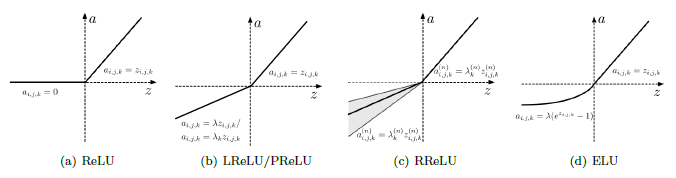 a
a_{i,j,k} = z_{i,j,k}
z
a_{i,j,k} = 0
(a) ReLU
a
a_{i,j,k} = z_{i,j,k}
z
a_{i,j,k} = λz_{i,j,k}/
a_{i,j,k} = λ_k z_{i,j,k}
(b) LReLU/PReLU
a
a^{(n)}_{i,j,k} = λ^{(n)}_k z^{(n)}_{i,j,k}
z
a^{(n)}_{i,j,k} = λ^{(n)}_k z^{(n)}_{i,j,k}
(c) RReLU
a
a_{i,j,k} = z_{i,j,k}
z
a_{i,j,k} = λ(e^{z_{i,j,k}} − 1)
(d) ELU